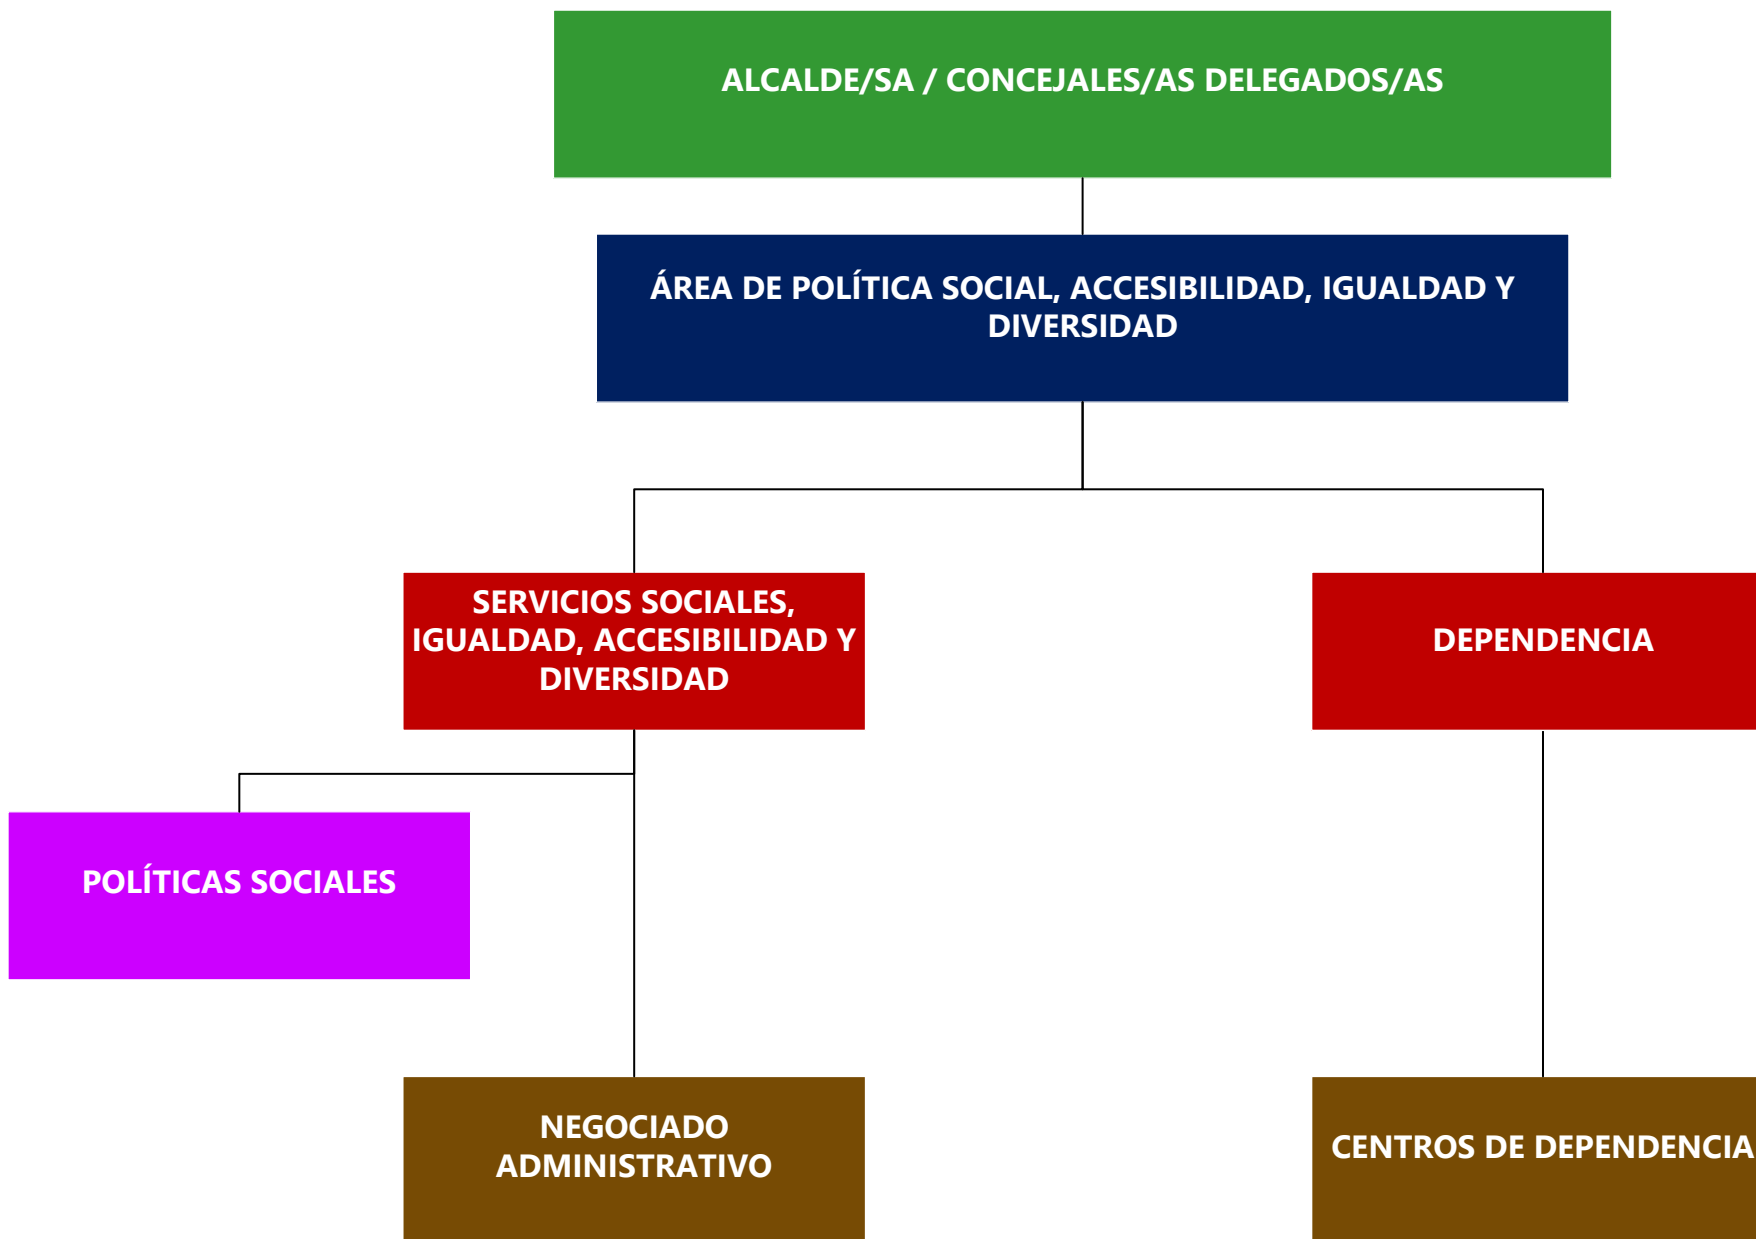 ALCALDE/SA / CONCEJALES/AS DELEGADOS/AS
ÁREA DE POLÍTICA SOCIAL, ACCESIBILIDAD, IGUALDAD Y
DIVERSIDAD
SERVICIOS SOCIALES,
IGUALDAD, ACCESIBILIDAD Y
DIVERSIDAD
DEPENDENCIA
POLÍTICAS SOCIALES
NEGOCIADO
ADMINISTRATIVO
CENTROS DE DEPENDENCIA